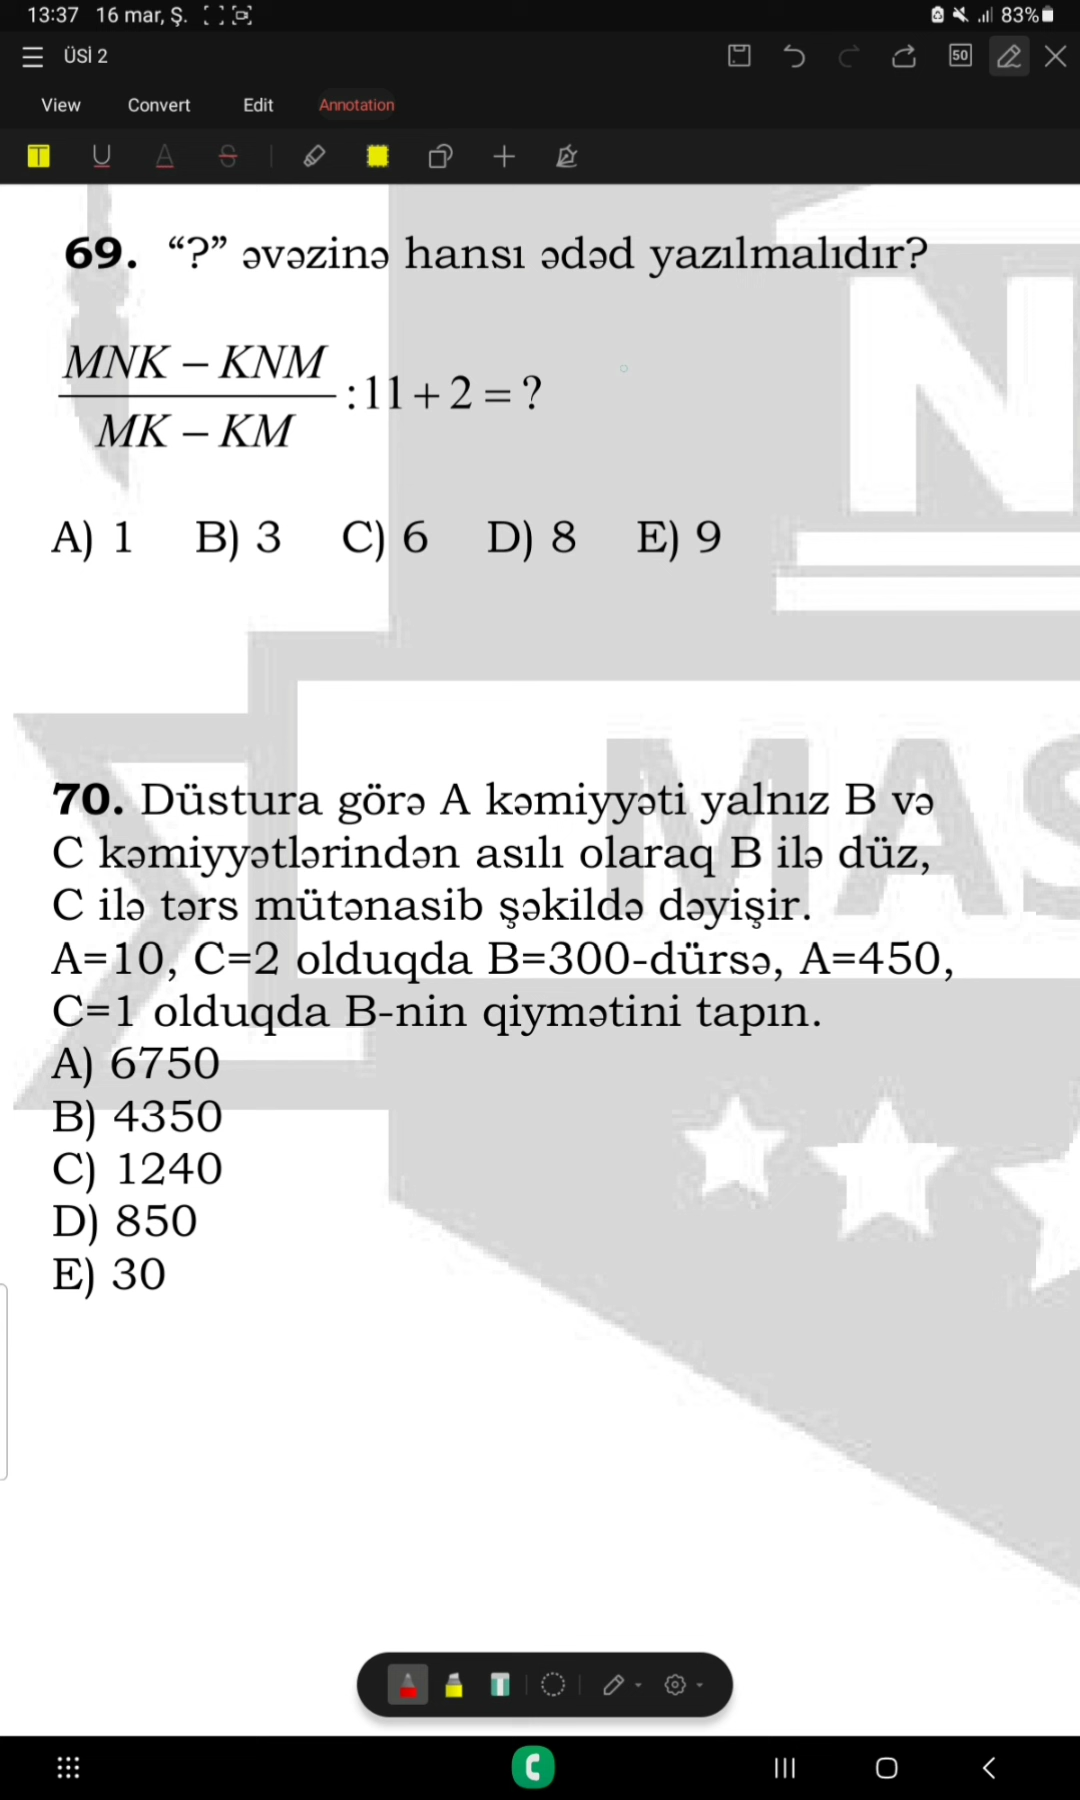 13:37 16 mar, Ş. 83%
ÜSİ 2 50
View Convert Edit Annotation
T U A S
69. “?” əvəzinə hansı ədəd yazılmalıdır?
MNK – KNM
:11+2=?
MK – KM
A) 1 B) 3 C) 6 D) 8 E) 9
70. Düstura görə A kəmiyyəti yalnız B və
C kəmiyyətlərindən asılı olaraq B ilə düz,
C ilə tərs mütənasib şəkildə dəyişir.
A=10, C=2 olduqda B=300-dürsə, A=450,
C=1 olduqda B-nin qiymətini tapın.
A) 6750
B) 4350
C) 1240
D) 850
E) 30
N
MAS